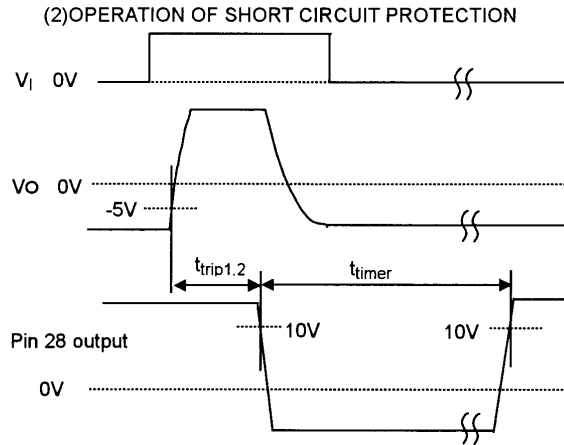 (2)OPERATION OF SHORT CIRCUIT PROTECTION
VI 0V
VO 0V
-5V
ttrip1.2
ttimer
10V
10V
Pin 28 output
0V